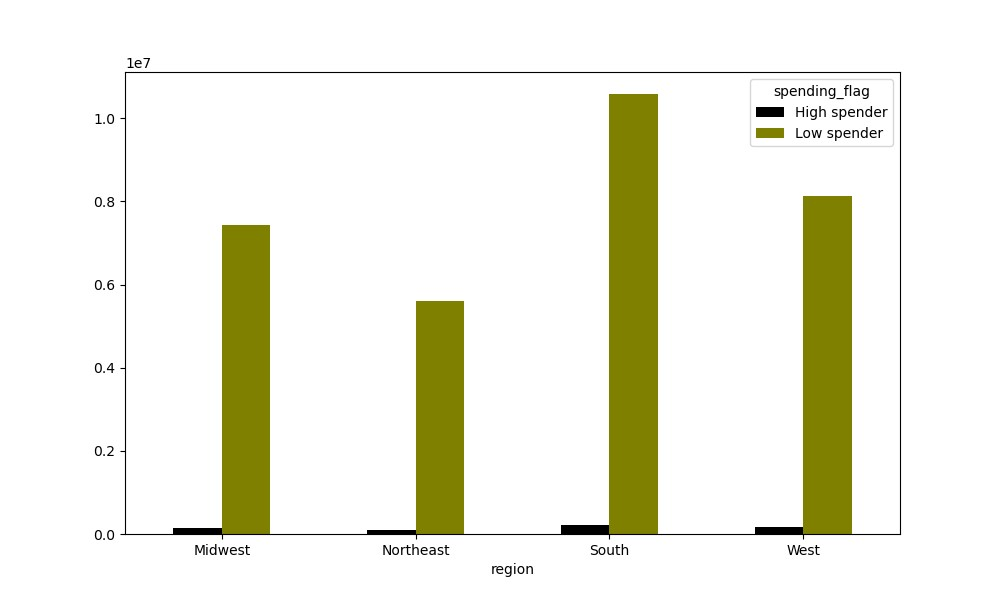 1e7
1.0
0.8
0.6
0.4
0.2
0.0
spending_flag
High spender
Low spender
Midwest Northeast South West
region